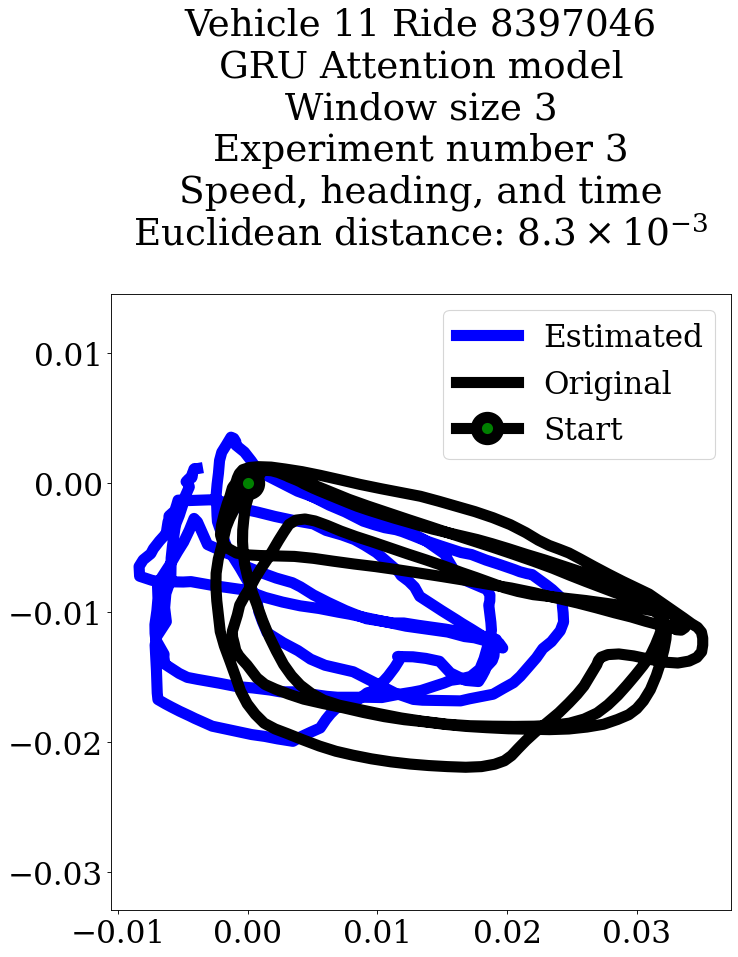 Vehicle 11 Ride 8397046
GRU Attention model
Window size 3
Experiment number 3
Speed, heading, and time
Euclidean distance: 8.3 × 10⁻³
Estimated
Original
Start
0.01
0.00
−0.01
−0.02
−0.03
−0.01 0.00 0.01 0.02 0.03